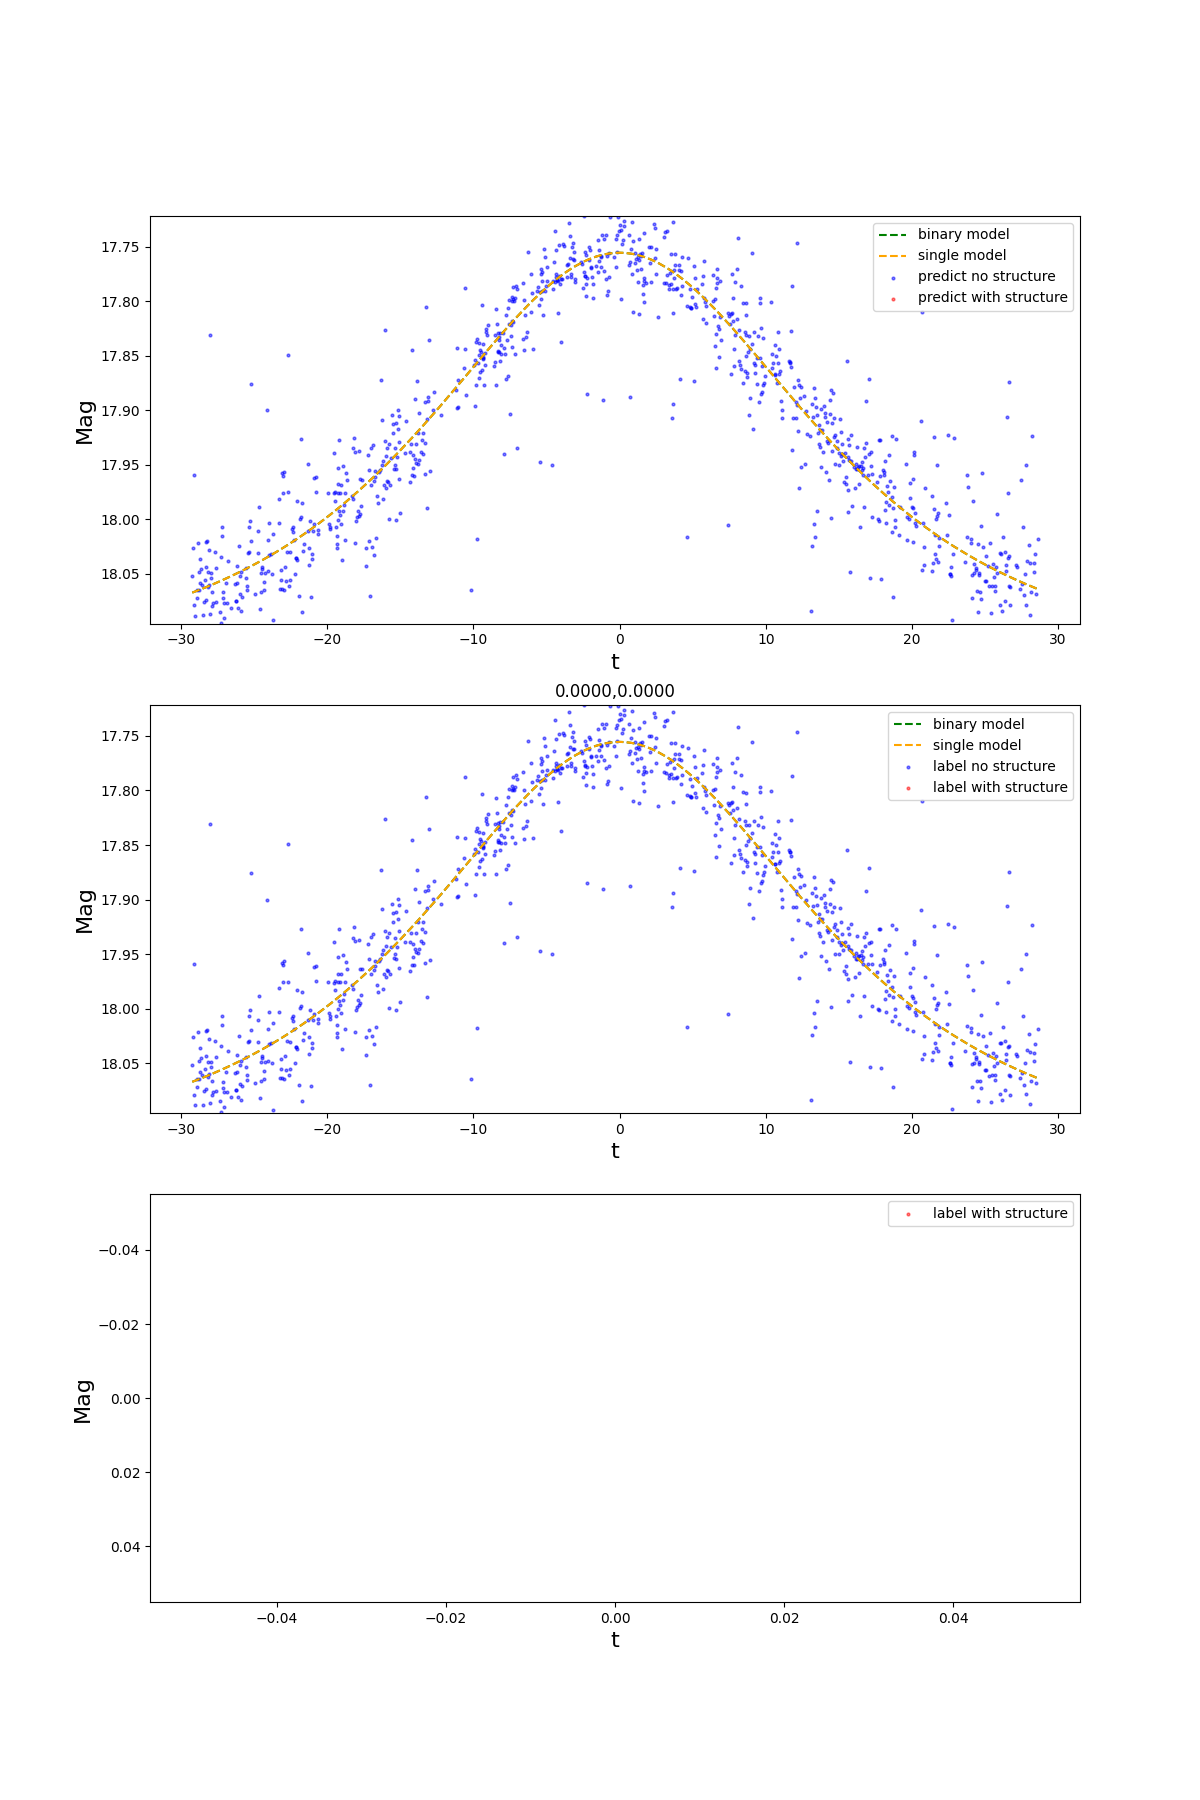 binary model
single model
predict no structure
predict with structure
17.75
17.80
17.85
17.90
17.95
18.00
18.05
Mag
−30
−20
−10
0
10
20
30
t
0.0000,0.0000
binary model
single model
label no structure
label with structure
17.75
17.80
17.85
17.90
17.95
18.00
18.05
Mag
−30
−20
−10
0
10
20
30
t
label with structure
−0.04
−0.02
0.00
0.02
0.04
Mag
−0.04
−0.02
0.00
0.02
0.04
t